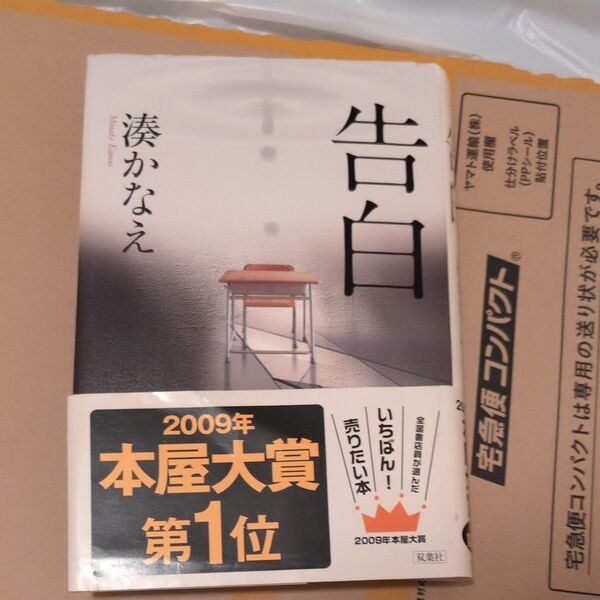 告白
湊かなえ
Minato Kanae
2009年
本屋大賞
第1位
全国書店員が選んだ
いちばん!
売りたい本
2009年本屋大賞
双葉社
ヤマト運輸(株)
使用欄
仕分けラベル
(PPシール)
貼付位置
宅急便コンパクト®
宅急便コンパクトは専用の送り状が必要です。